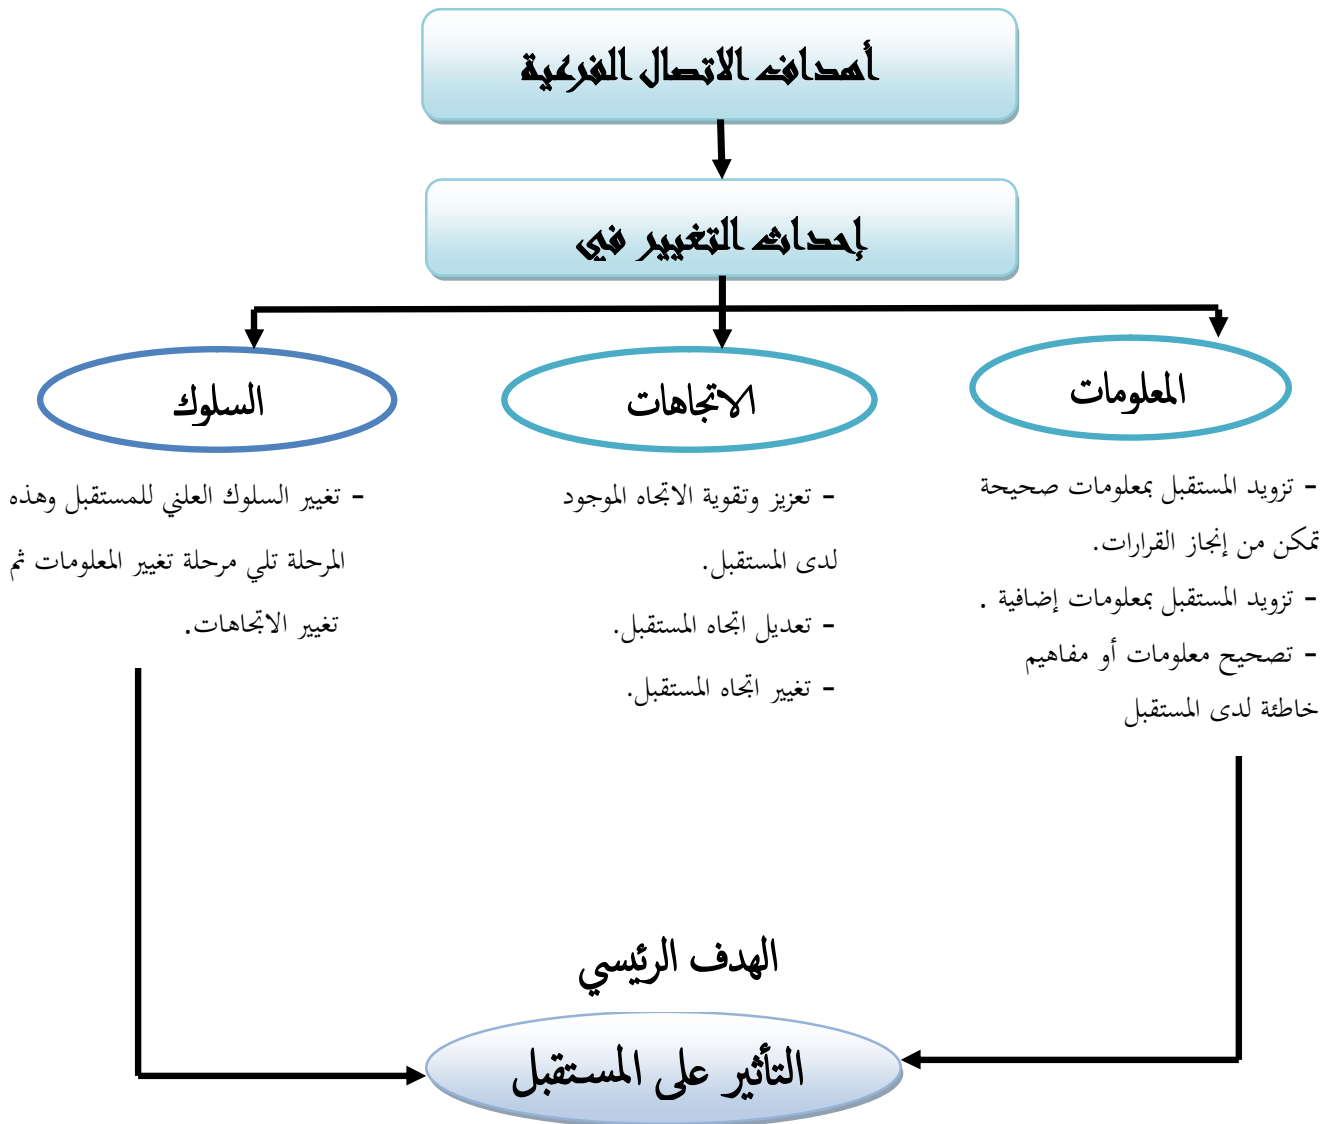 أهداف الاتصال الفرعية
إحداث التغيير في
المعلومات
- تزويد المستقبل بمعلومات صحيحة
تمكن من إنجاز القرارات.
- تزويد المستقبل بمعلومات إضافية .
- تصحيح معلومات أو مفاهيم
خاطئة لدى المستقبل
الاتجاهات
- تعزيز وتقوية الاتجاه الموجود
لدى المستقبل.
- تعديل اتجاه المستقبل.
- تغيير اتجاه المستقبل.
السلوك
- تغيير السلوك العلني للمستقبل وهذه
المرحلة تلي مرحلة تغيير المعلومات ثم
تغيير الاتجاهات.
الهدف الرئيسي
التأثير على المستقبل